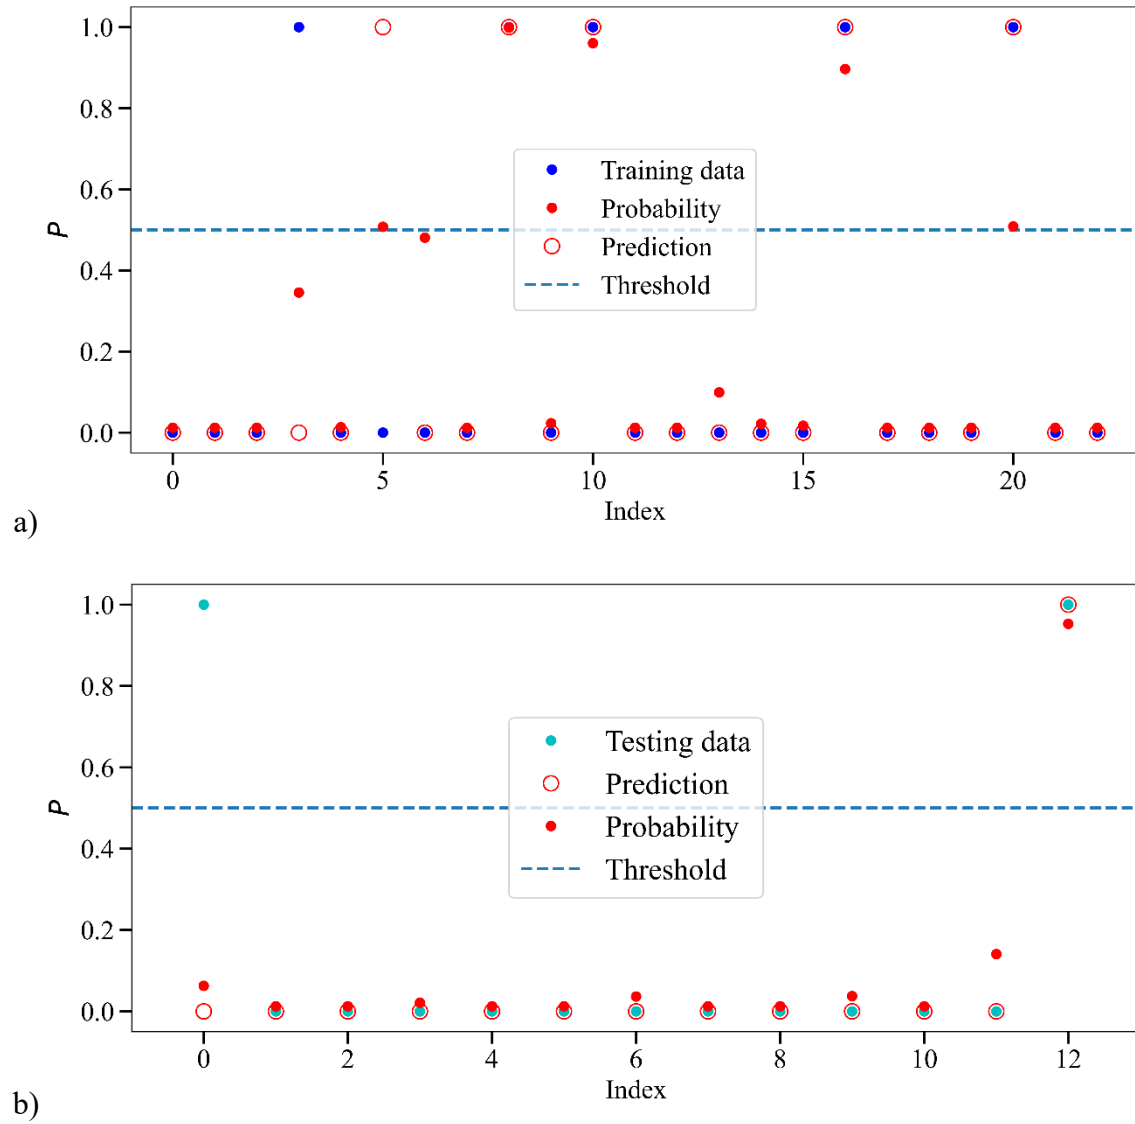 1.0
0.8
0.6
0.4
0.2
0.0
P
Training data
Probability
Prediction
Threshold
0 5 10 15 20
Index
a)
1.0
0.8
0.6
0.4
0.2
0.0
P
Testing data
Prediction
Probability
Threshold
0 2 4 6 8 10 12
Index
b)